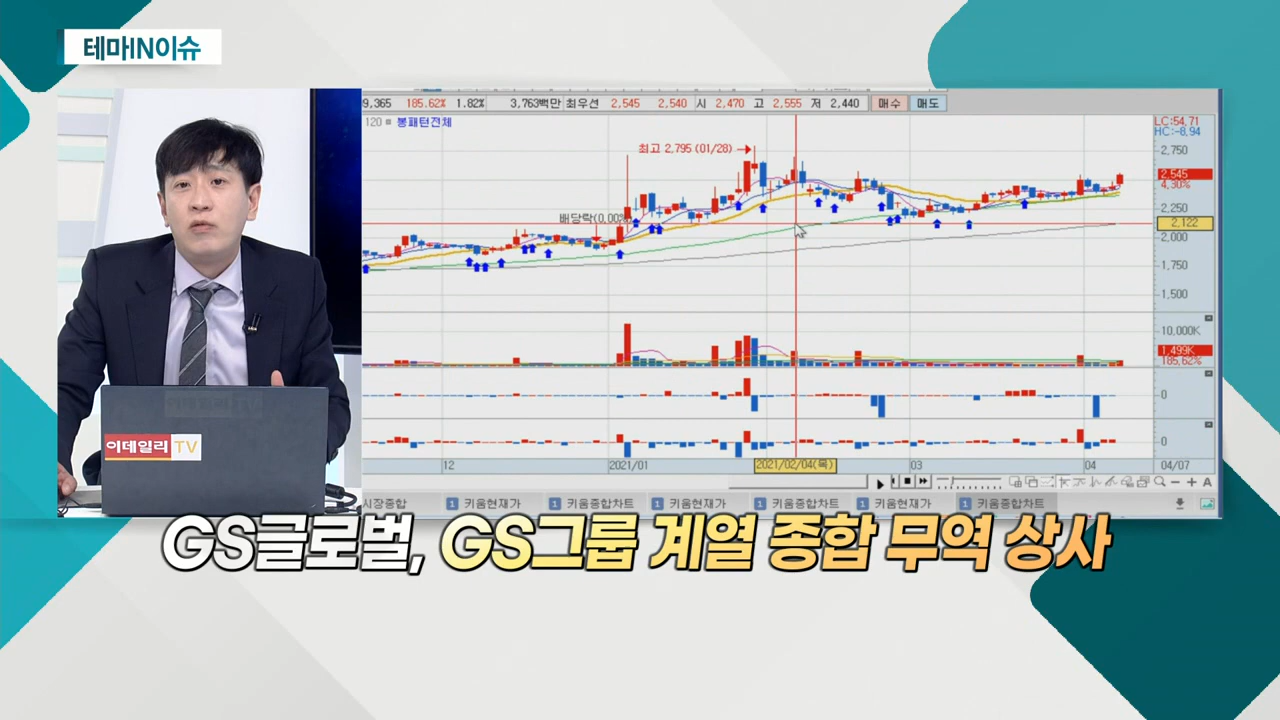 테마IN이슈
9,365 185.62% 1.82% 3,763백만 최우선 2,545 2,540 시 2,470 고 2,555 저 2,440 매수 매도
120 봉패턴전체
LC:54.71
HC:-8.94
최고 2,795 (01/28)
2,750
2,545
4.30%
배당락(0.00%)
2,250
2,122
2,000
1,750
1,500
10,000K
1,499K
185.62%
0
0
12 2021/01 2021/02/04(목) 03 04 04/07
시장종합 1 키움현재가 1 키움종합차트 1 키움현재가 1 키움종합차트 1 키움현재가 1 키움종합차트
이데일리TV
GS글로벌, GS그룹 계열 종합 무역 상사